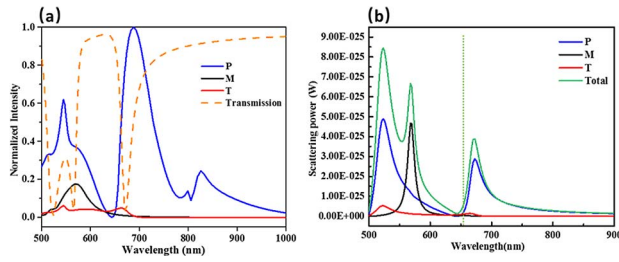 (a)
Normalized Intensity
1.0
0.8
0.6
0.4
0.2
0.0
P
M
T
Transmission
500 600 700 800 900 1000
Wavelength (nm)
(b)
Scattering power (W)
9.00E-025
8.00E-025
7.00E-025
6.00E-025
5.00E-025
4.00E-025
3.00E-025
2.00E-025
1.00E-025
0.00E+000
P
M
T
Total
500 600 700 800 900
Wavelength(nm)